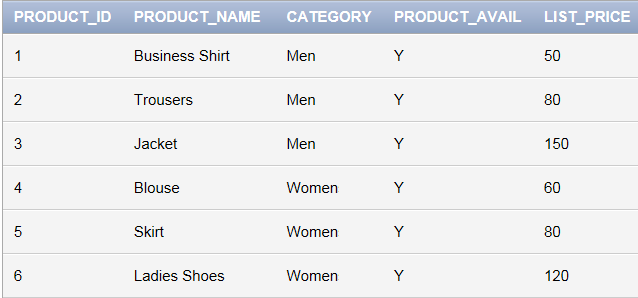 PRODUCT_ID PRODUCT_NAME CATEGORY PRODUCT_AVAIL LIST_PRICE
1 Business Shirt Men Y 50
2 Trousers Men Y 80
3 Jacket Men Y 150
4 Blouse Women Y 60
5 Skirt Women Y 80
6 Ladies Shoes Women Y 120